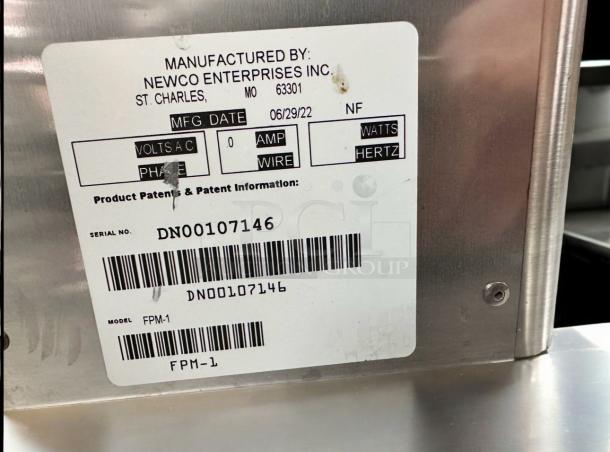 MANUFACTURED BY:
NEWCO ENTERPRISES INC.
ST. CHARLES, MO 63301
MFG DATE 06/29/22 NF
VOLTS A C .0 AMP WATTS
PHASE WIRE HERTZ
Product Patents & Patent Information:
SERIAL NO. DN00107146
DN00107146
GROUP
MODEL FPM-1
FPM-1